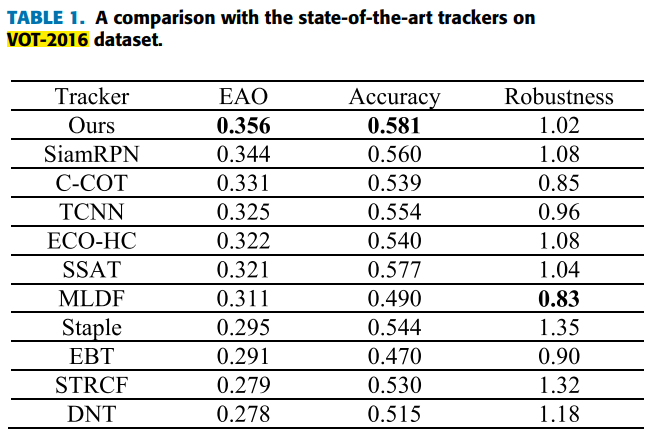 TABLE 1. A comparison with the state-of-the-art trackers on
VOT-2016 dataset.
Tracker EAO Accuracy Robustness
Ours 0.356 0.581 1.02
SiamRPN 0.344 0.560 1.08
C-COT 0.331 0.539 0.85
TCNN 0.325 0.554 0.96
ECO-HC 0.322 0.540 1.08
SSAT 0.321 0.577 1.04
MLDF 0.311 0.490 0.83
Staple 0.295 0.544 1.35
EBT 0.291 0.470 0.90
STRCF 0.279 0.530 1.32
DNT 0.278 0.515 1.18